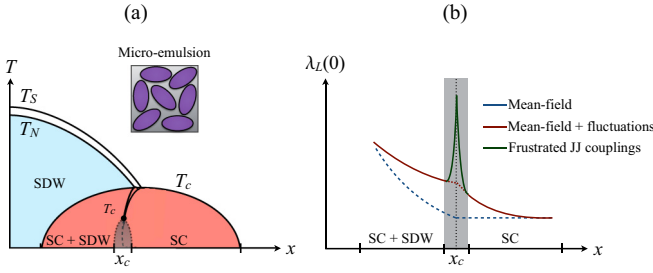 (a)
Micro-emulsion
T
T_S
T_N
SDW
T_c
T_c
SC + SDW
SC
x_c
x
(b)
λ_L(0)
Mean-field
Mean-field + fluctuations
Frustrated JJ couplings
SC + SDW
SC
x_c
x